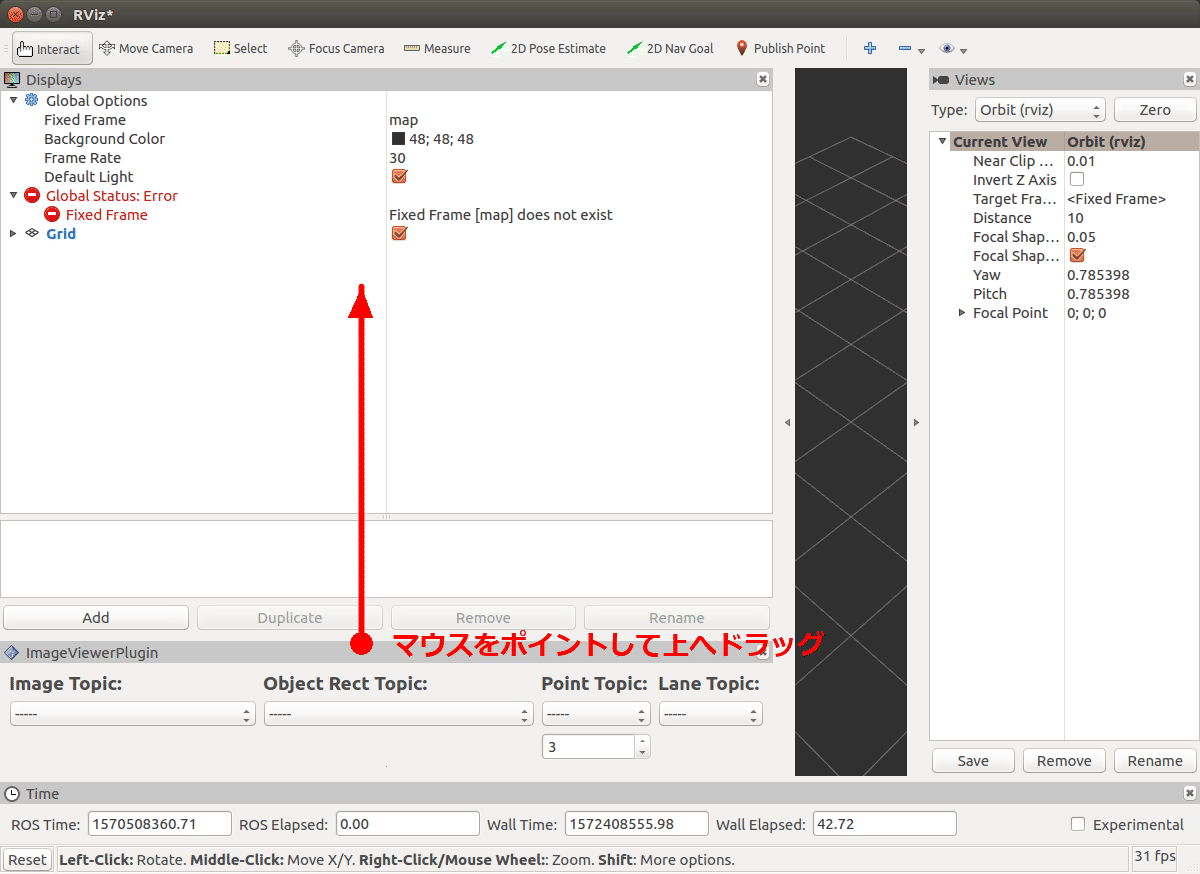 RViz*
Interact Move Camera Select Focus Camera Measure 2D Pose Estimate 2D Nav Goal Publish Point
Displays
Global Options
Fixed Frame map
Background Color 48; 48; 48
Frame Rate 30
Default Light
Global Status: Error
Fixed Frame Fixed Frame [map] does not exist
Grid
Add Duplicate Remove Rename
マウスをポイントして上へドラッグ
ImageViewerPlugin
Image Topic: Object Rect Topic: Point Topic: Lane Topic:
----- ----- ----- -----
3
Views
Type: Orbit (rviz) Zero
Current View Orbit (rviz)
Near Clip ... 0.01
Invert Z Axis
Target Fra... <Fixed Frame>
Distance 10
Focal Shap... 0.05
Focal Shap...
Yaw 0.785398
Pitch 0.785398
Focal Point 0; 0; 0
Save Remove Rename
Time
ROS Time: 1570508360.71 ROS Elapsed: 0.00 Wall Time: 1572408555.98 Wall Elapsed: 42.72 Experimental
Reset Left-Click: Rotate. Middle-Click: Move X/Y. Right-Click/Mouse Wheel:: Zoom. Shift: More options. 31 fps